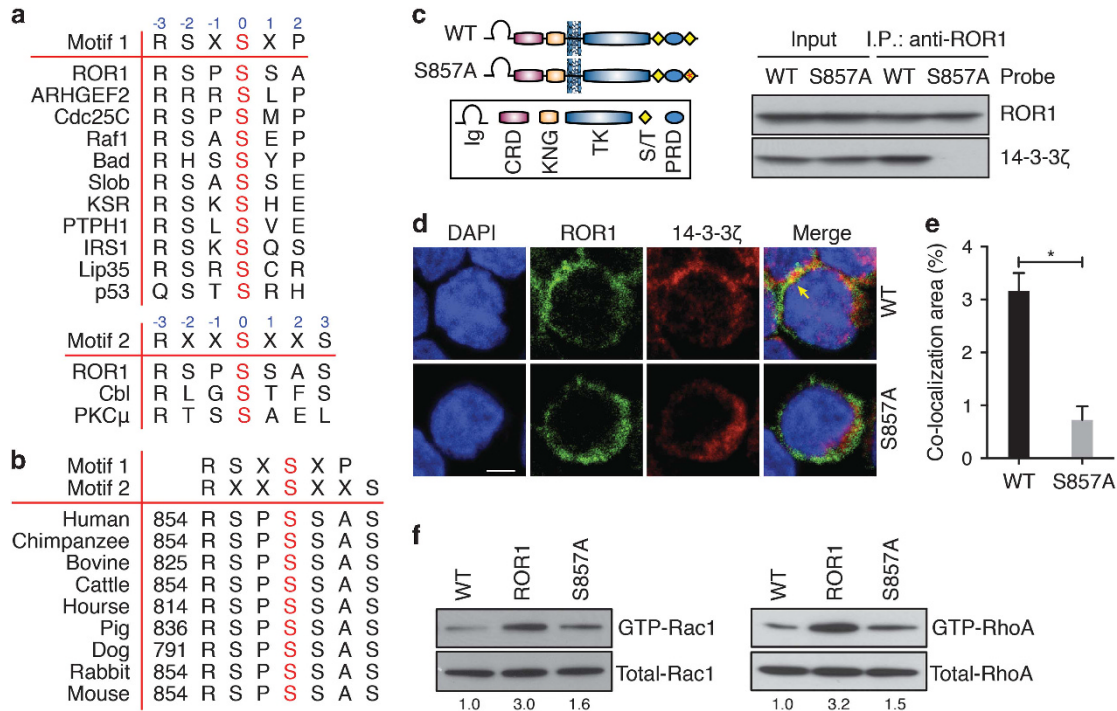 a
-3 -2 -1 0 1 2
Motif 1 R S X S X P
ROR1 R S P S S A
ARHGEF2 R R R S L P
Cdc25C R S P S M P
Raf1 R S A S E P
Bad R H S S Y P
Slob R S A S S E
KSR R S K S H E
PTPH1 R S L S V E
IRS1 R S K S Q S
Lip35 R S R S C R
p53 Q S T S R H
-3 -2 -1 0 1 2 3
Motif 2 R X X S X X S
ROR1 R S P S S A S
Cbl R L G S T F S
PKCμ R T S S A E L
b
Motif 1 R S X S X P
Motif 2 R X X S X X S
Human 854 R S P S S A S
Chimpanzee 854 R S P S S A S
Bovine 825 R S P S S A S
Cattle 854 R S P S S A S
Hourse 814 R S P S S A S
Pig 836 R S P S S A S
Dog 791 R S P S S A S
Rabbit 854 R S P S S A S
Mouse 854 R S P S S A S
c
WT
S857A
Ig CRD KNG TK S/T PRD
Input I.P.: anti-ROR1
WT S857A WT S857A Probe
ROR1
14-3-3ζ
d
DAPI ROR1 14-3-3ζ Merge
WT
S857A
e
Co-localization area (%)
4
3
2
1
0
*
WT S857A
f
WT ROR1 S857A
GTP-Rac1
Total-Rac1
1.0 3.0 1.6
WT ROR1 S857A
GTP-RhoA
Total-RhoA
1.0 3.2 1.5